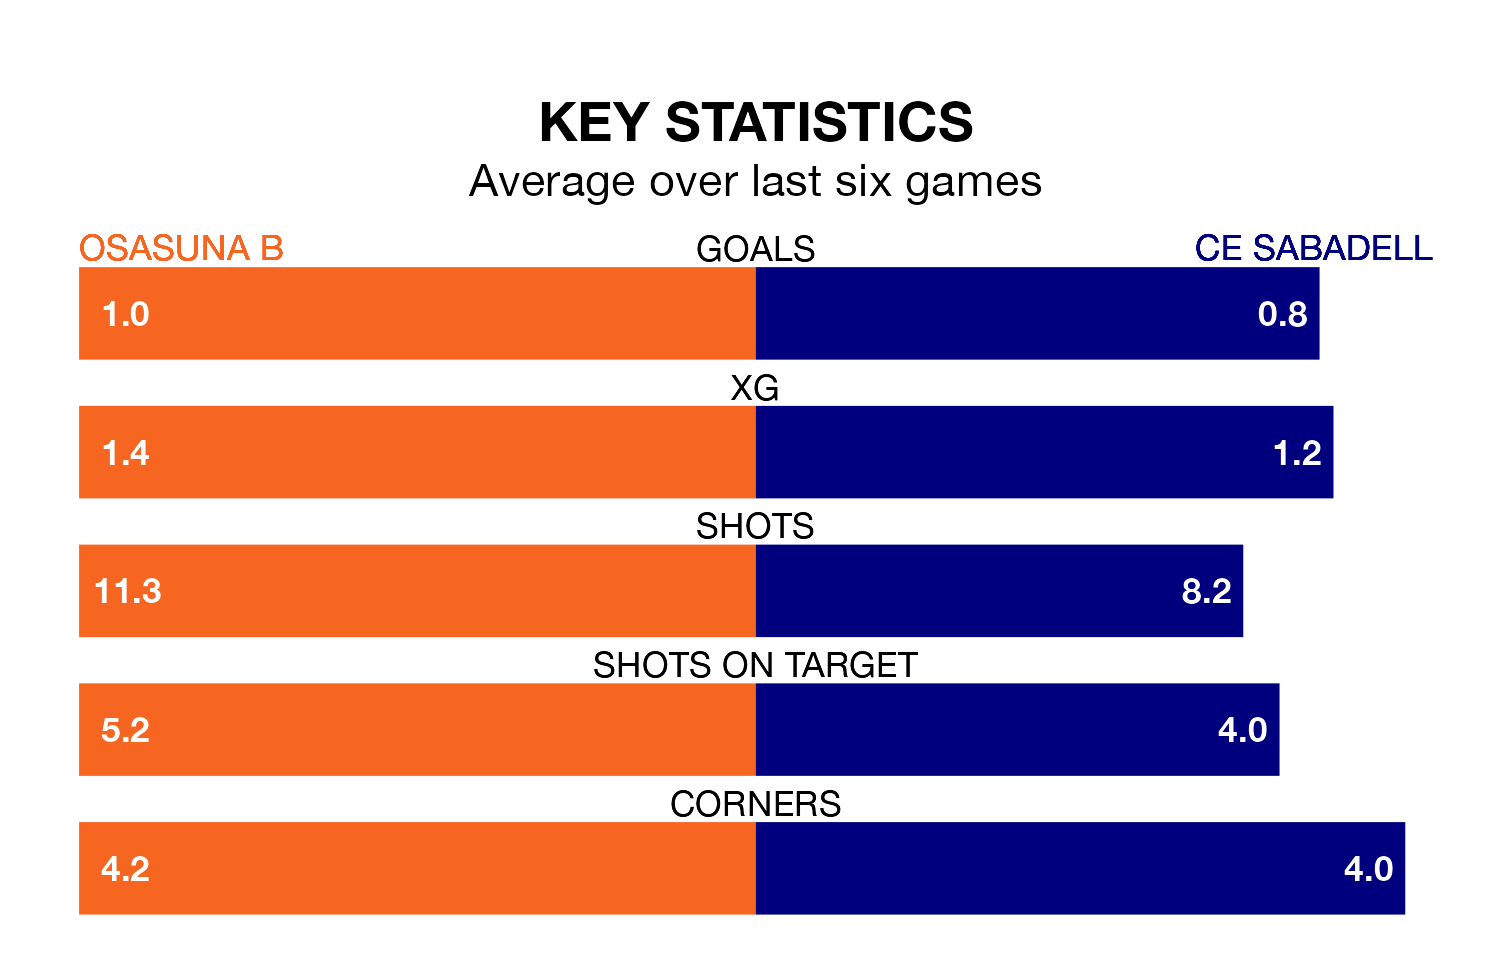 KEY STATISTICS
Average over last six games
OSASUNA B GOALS CE SABADELL
1.0 0.8
XG
1.4 1.2
SHOTS
11.3 8.2
SHOTS ON TARGET
5.2 4.0
CORNERS
4.2 4.0